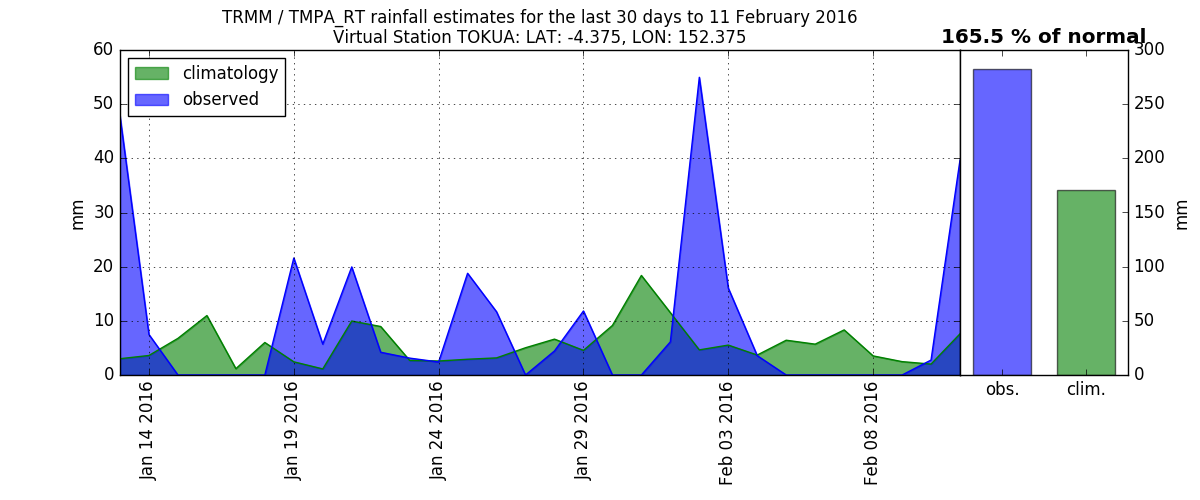 TRMM / TMPA_RT rainfall estimates for the last 30 days to 11 February 2016
Virtual Station TOKUA: LAT: -4.375, LON: 152.375
165.5 % of normal
climatology
observed
60
50
40
30
20
10
0
mm
300
250
200
150
100
50
0
mm
Jan 14 2016
Jan 19 2016
Jan 24 2016
Jan 29 2016
Feb 03 2016
Feb 08 2016
obs.
clim.